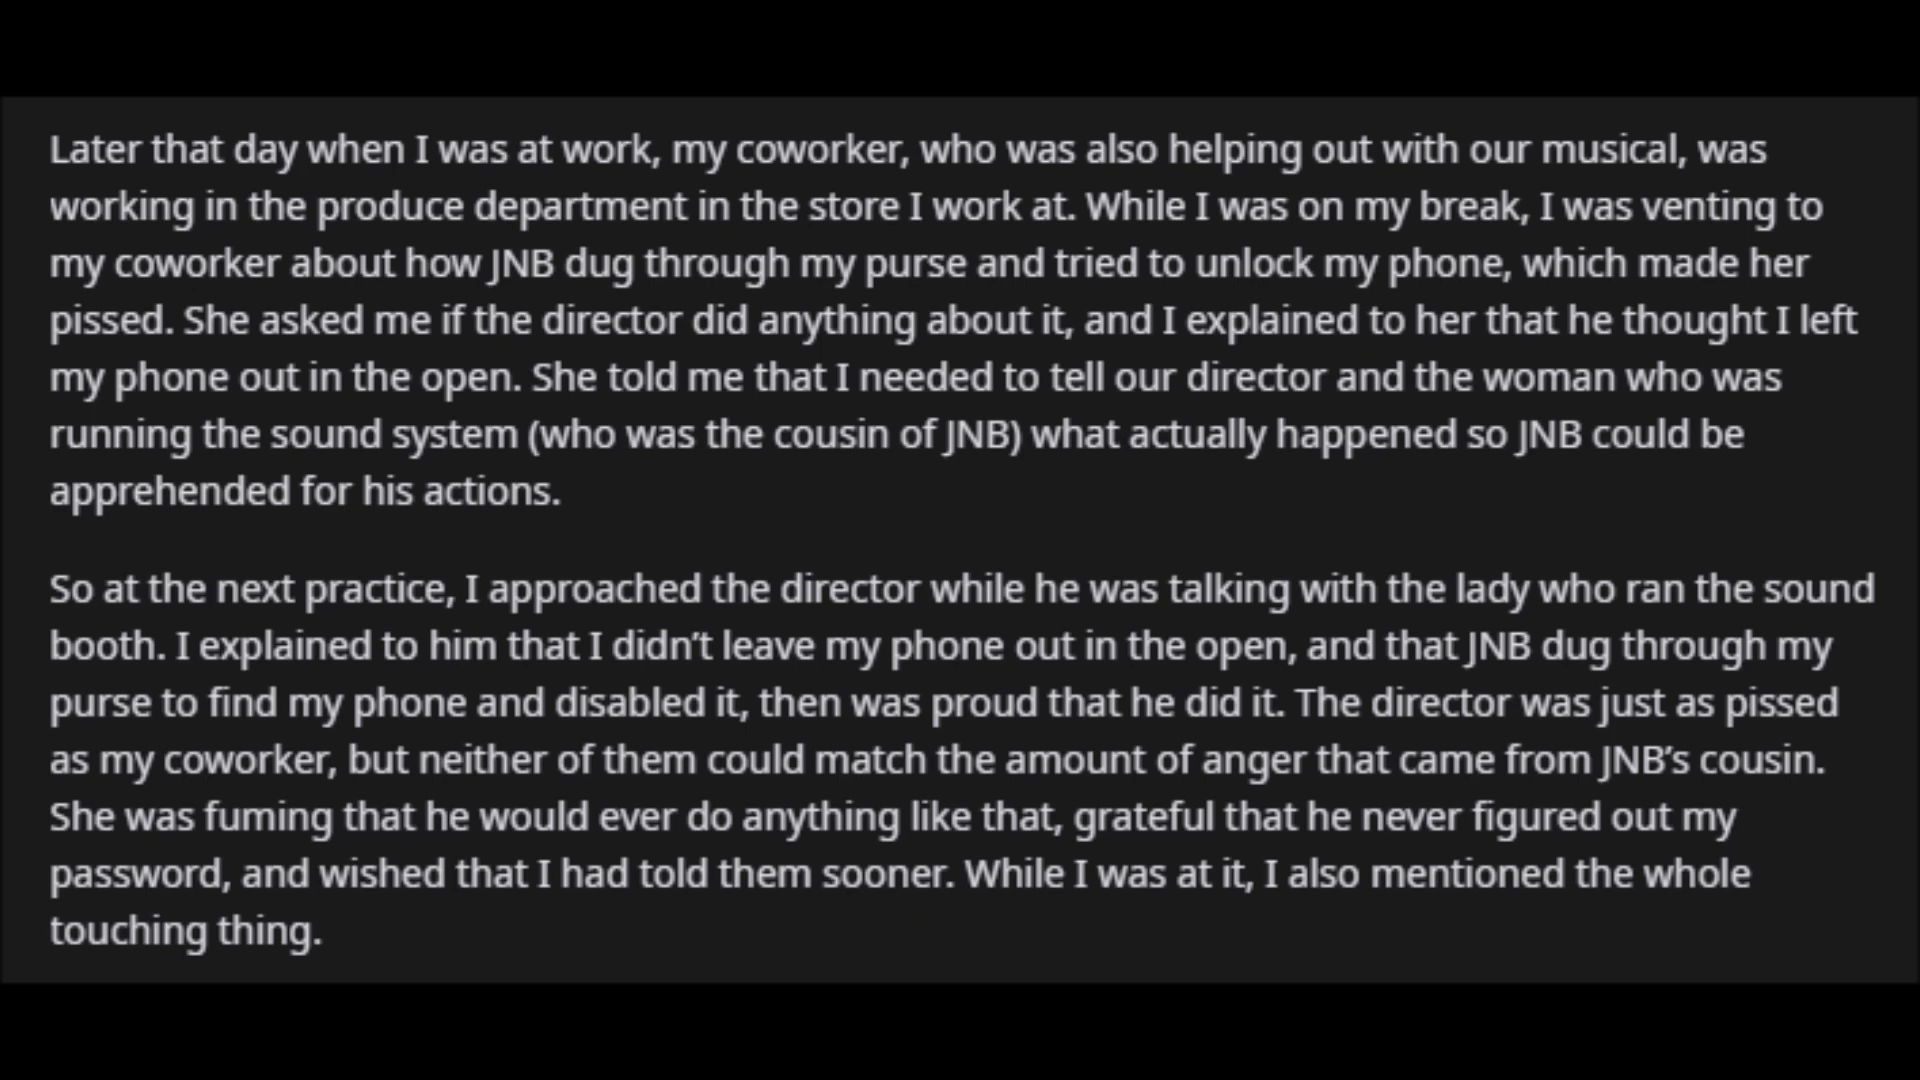 Later that day when I was at work, my coworker, who was also helping out with our musical, was
working in the produce department in the store I work at. While I was on my break, I was venting to
my coworker about how JNB dug through my purse and tried to unlock my phone, which made her
pissed. She asked me if the director did anything about it, and I explained to her that he thought I left
my phone out in the open. She told me that I needed to tell our director and the woman who was
running the sound system (who was the cousin of JNB) what actually happened so JNB could be
apprehended for his actions.
So at the next practice, I approached the director while he was talking with the lady who ran the sound
booth. I explained to him that I didn’t leave my phone out in the open, and that JNB dug through my
purse to find my phone and disabled it, then was proud that he did it. The director was just as pissed
as my coworker, but neither of them could match the amount of anger that came from JNB’s cousin.
She was fuming that he would ever do anything like that, grateful that he never figured out my
password, and wished that I had told them sooner. While I was at it, I also mentioned the whole
touching thing.